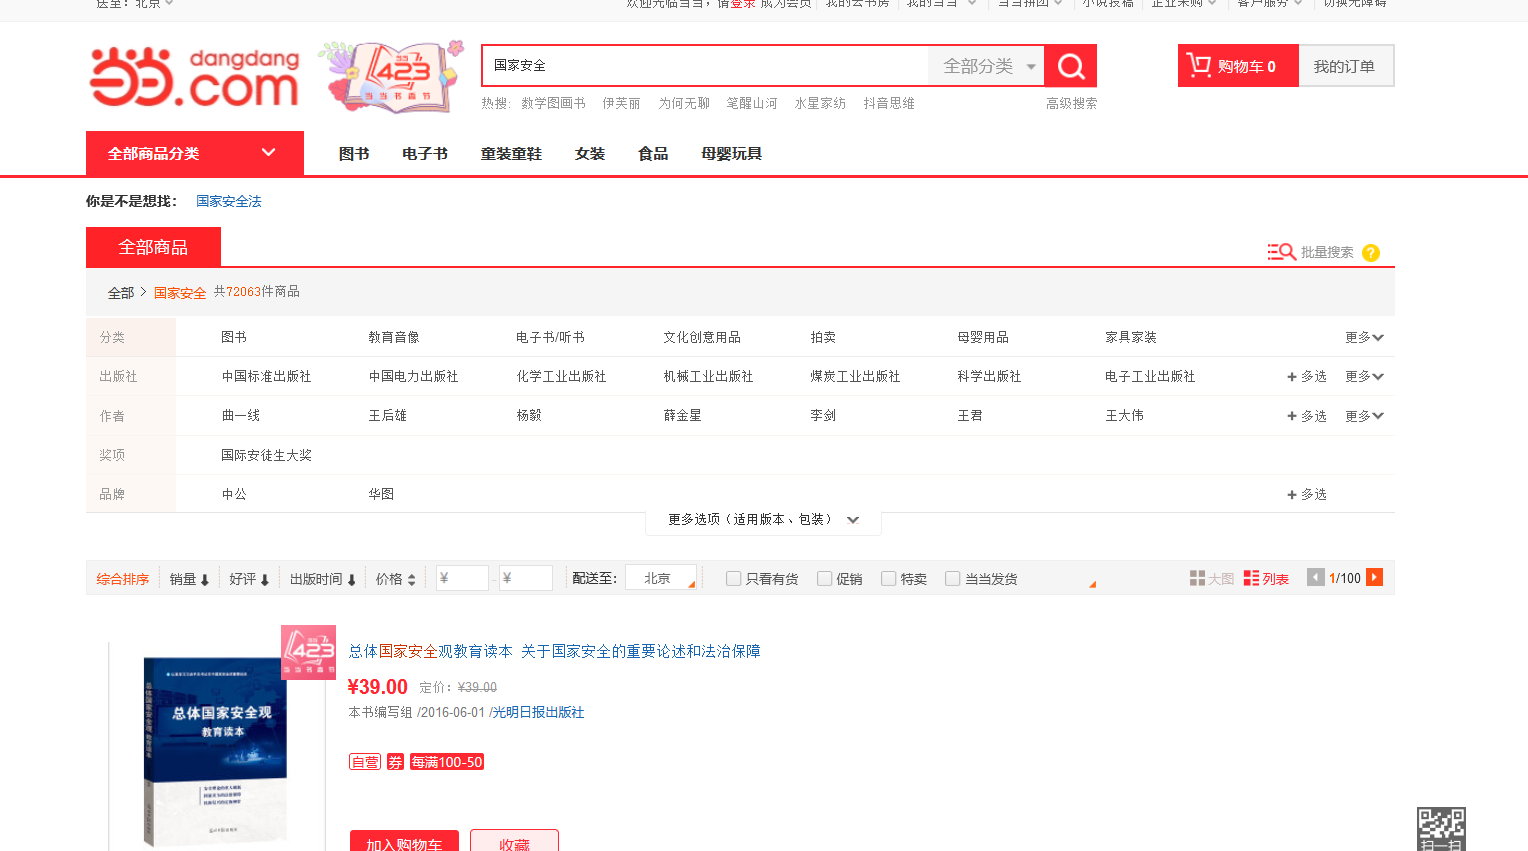 送至：北京
欢迎光临当当，请登录 成为会员 我的云书房 我的当当 当当拼团 小说投稿 企业采购 客户服务 切换无障碍
dangdang
当当.com
423
当当书香节
国家安全 全部分类
购物车 0 我的订单
热搜: 数学图画书 伊芙丽 为何无聊 笔醒山河 水星家纺 抖音思维 高级搜索
全部商品分类 图书 电子书 童装童鞋 女装 食品 母婴玩具
你是不是想找： 国家安全法
全部商品 批量搜索 ?
全部 > 国家安全 共72063件商品
分类 图书 教育音像 电子书/听书 文化创意用品 拍卖 母婴用品 家具家装 更多
出版社 中国标准出版社 中国电力出版社 化学工业出版社 机械工业出版社 煤炭工业出版社 科学出版社 电子工业出版社 +多选 更多
作者 曲一线 王后雄 杨毅 薛金星 李剑 王君 王大伟 +多选 更多
奖项 国际安徒生大奖
品牌 中公 华图 +多选
更多选项（适用版本、包装）
综合排序 销量 好评 出版时间 价格 ¥ - ¥ 配送至： 北京 只看有货 促销 特卖 当当发货 大图 列表 1/100
423
当当书香节
总体国家安全观
教育读本
总体国家安全观教育读本 关于国家安全的重要论述和法治保障
¥39.00 定价：¥39.00
本书编写组 /2016-06-01 /光明日报出版社
自营 券 每满100-50
加入购物车 收藏
扫一扫